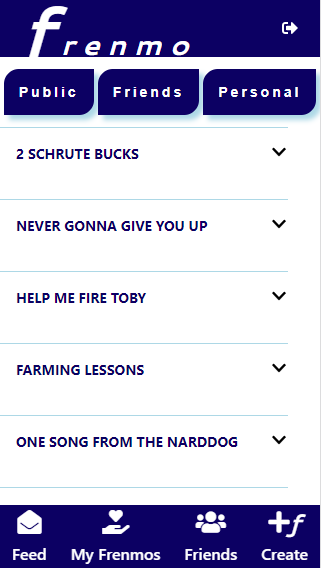 frenmo
Public Friends Personal
2 SCHRUTE BUCKS
NEVER GONNA GIVE YOU UP
HELP ME FIRE TOBY
FARMING LESSONS
ONE SONG FROM THE NARDDOG
Feed My Frenmos Friends +f Create